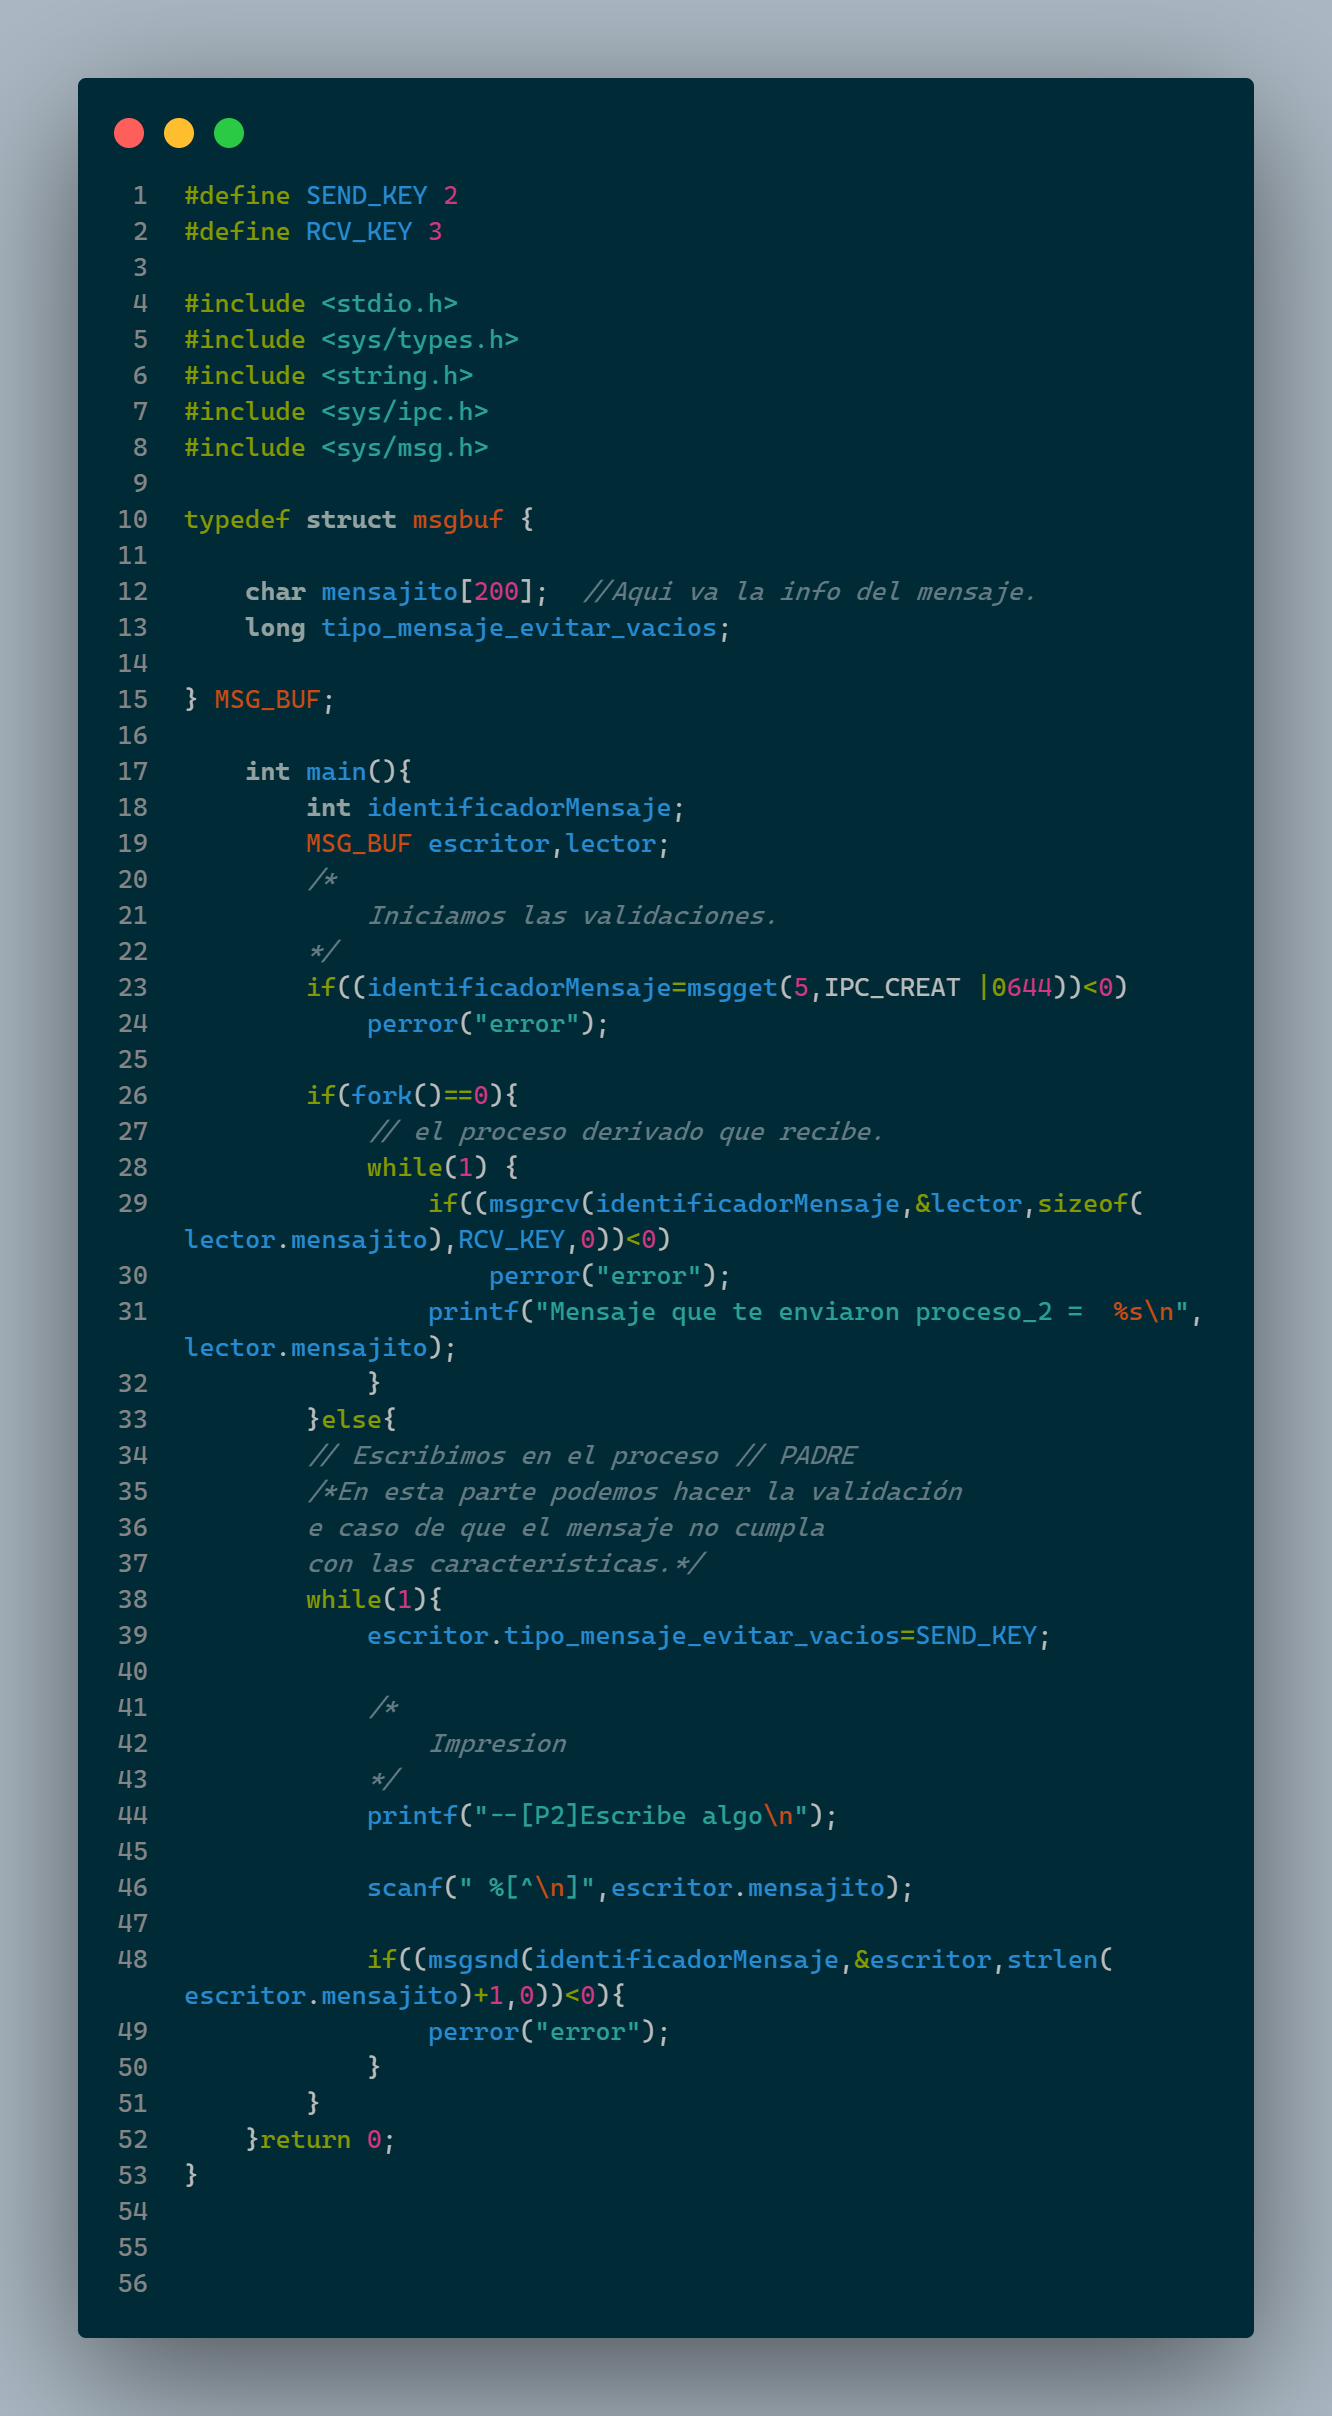 1 #define SEND_KEY 2
2 #define RCV_KEY 3
3
4 #include <stdio.h>
5 #include <sys/types.h>
6 #include <string.h>
7 #include <sys/ipc.h>
8 #include <sys/msg.h>
9
10 typedef struct msgbuf {
11
12     char mensajito[200];  //Aqui va la info del mensaje.
13     long tipo_mensaje_evitar_vacios;
14
15 } MSG_BUF;
16
17     int main(){
18         int identificadorMensaje;
19         MSG_BUF escritor,lector;
20         /*
21             Iniciamos las validaciones.
22         */
23         if((identificadorMensaje=msgget(5,IPC_CREAT |0644))<0)
24             perror("error");
25
26         if(fork()==0){
27             // el proceso derivado que recibe.
28             while(1) {
29                 if((msgrcv(identificadorMensaje,&lector,sizeof(
lector.mensajito),RCV_KEY,0))<0)
30                     perror("error");
31                 printf("Mensaje que te enviaron proceso_2 =  %s\n",
lector.mensajito);
32             }
33         }else{
34         // Escribimos en el proceso // PADRE
35         /*En esta parte podemos hacer la validación
36         e caso de que el mensaje no cumpla
37         con las caracteristicas.*/
38         while(1){
39             escritor.tipo_mensaje_evitar_vacios=SEND_KEY;
40
41             /*
42                 Impresion
43             */
44             printf("--[P2]Escribe algo\n");
45
46             scanf(" %[^\n]",escritor.mensajito);
47
48             if((msgsnd(identificadorMensaje,&escritor,strlen(
escritor.mensajito)+1,0))<0){
49                 perror("error");
50             }
51         }
52     }return 0;
53 }
54
55
56